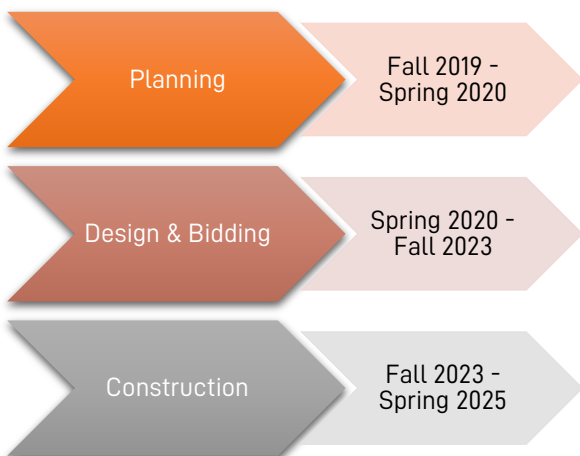 Planning
Fall 2019 -
Spring 2020
Design & Bidding
Spring 2020 -
Fall 2023
Construction
Fall 2023 -
Spring 2025